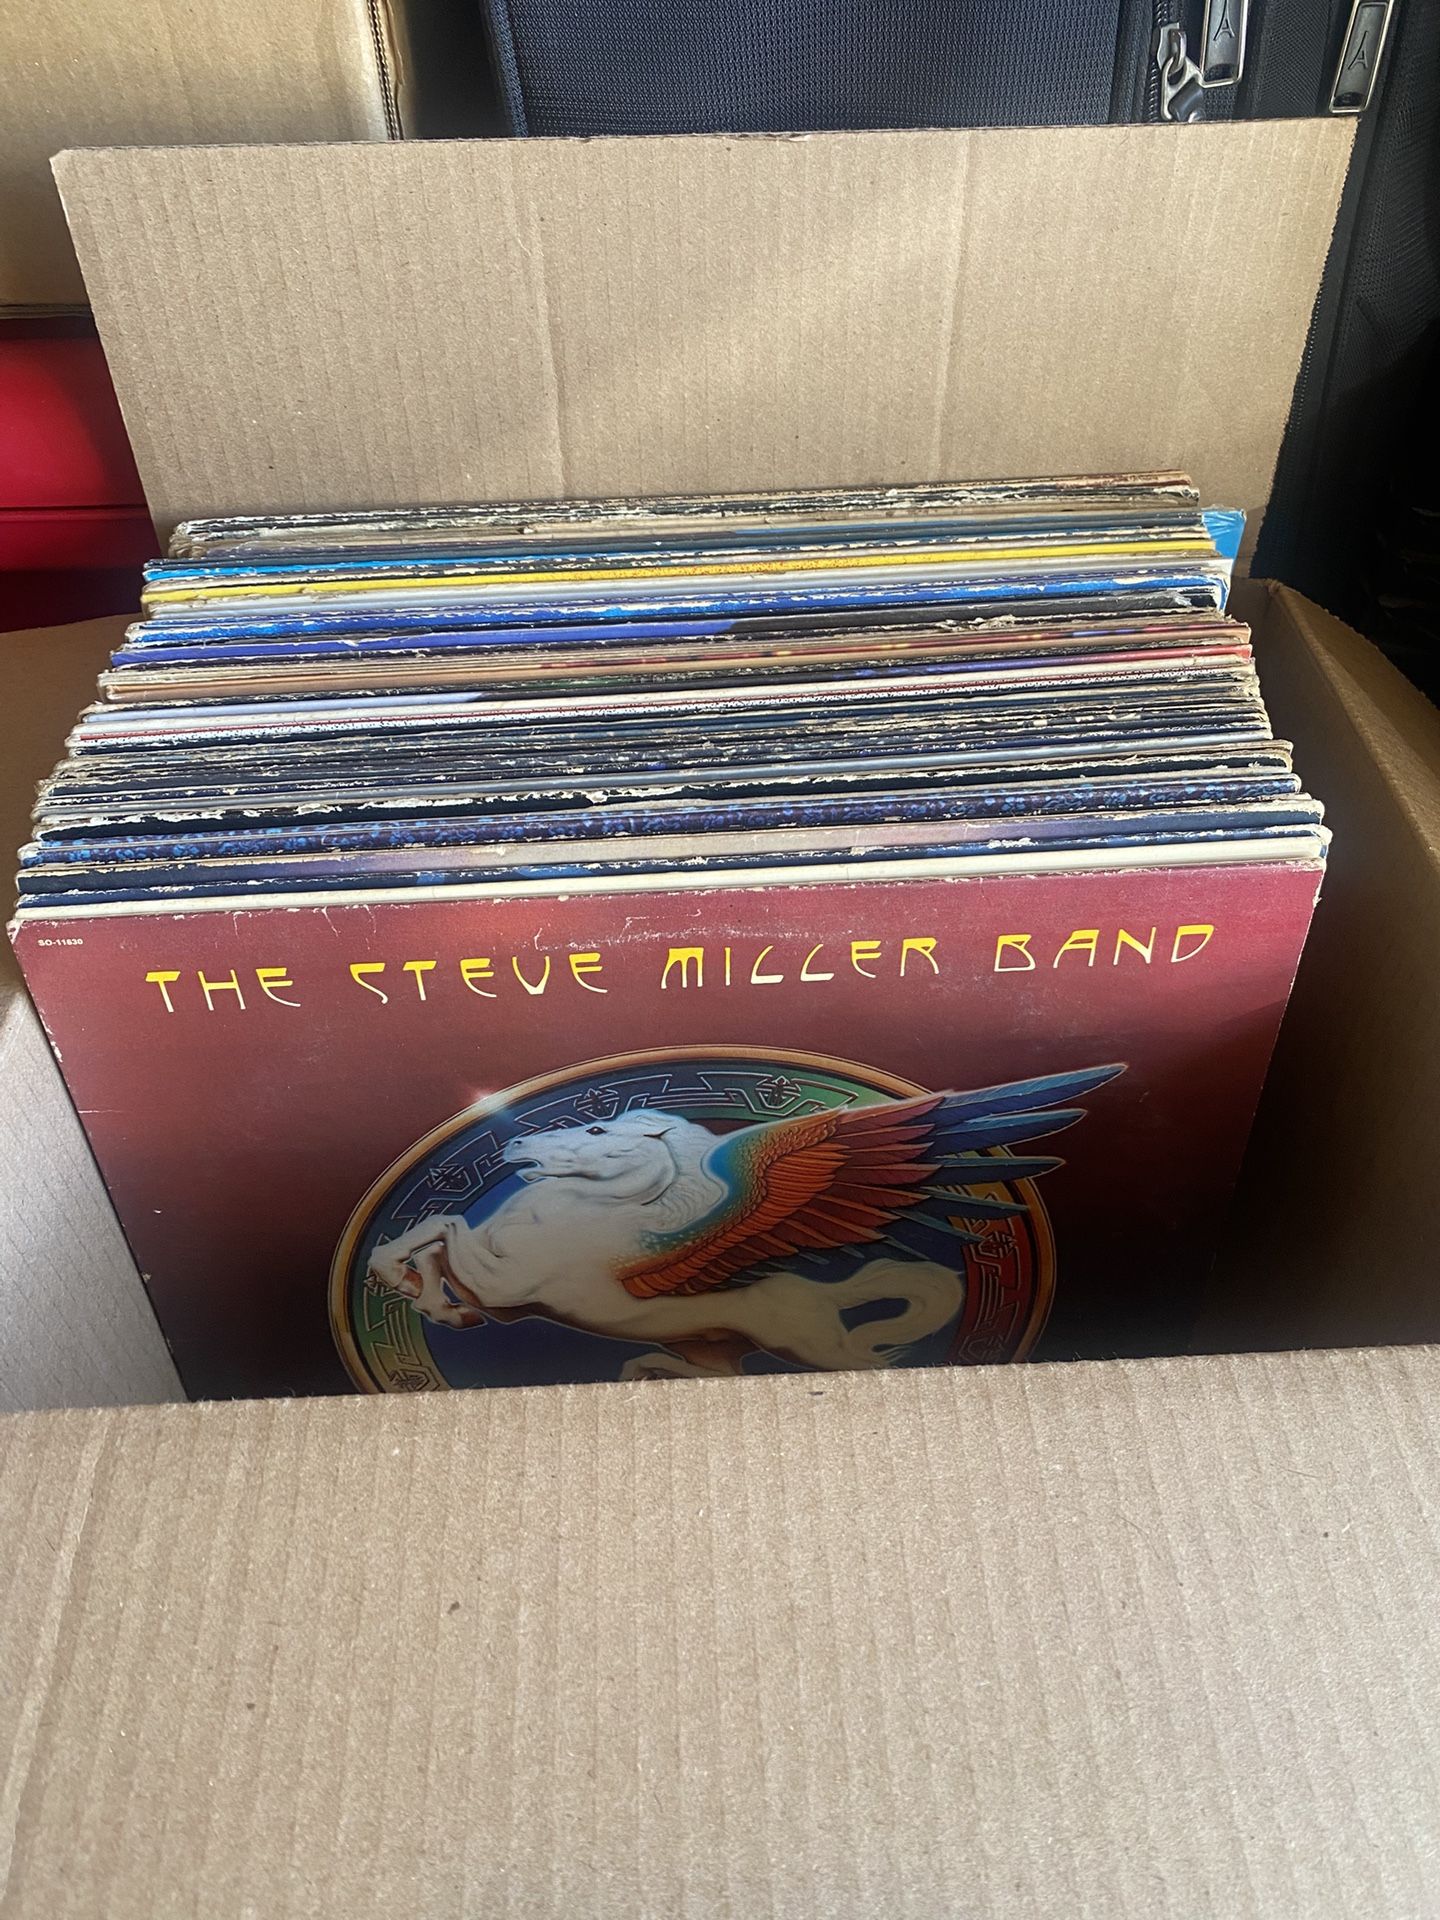 SO-11630
THE STEVE MILLER BAND